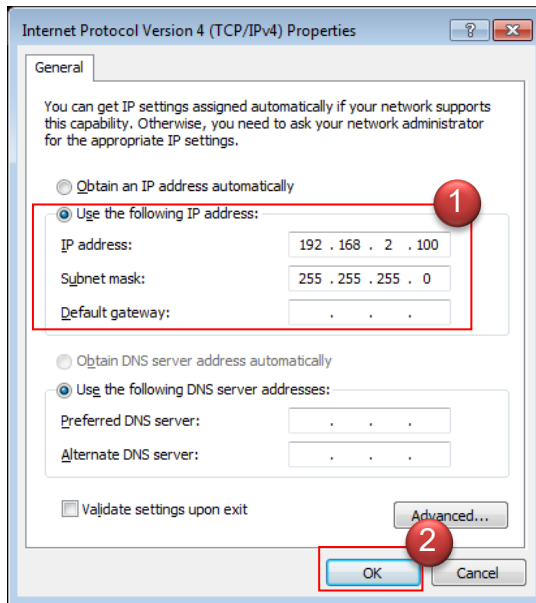 Internet Protocol Version 4 (TCP/IPv4) Properties
General
You can get IP settings assigned automatically if your network supports
this capability. Otherwise, you need to ask your network administrator
for the appropriate IP settings.
Obtain an IP address automatically
1
Use the following IP address:
IP address: 192 . 168 . 2 . 100
Subnet mask: 255 . 255 . 255 . 0
Default gateway: . . .
Obtain DNS server address automatically
Use the following DNS server addresses:
Preferred DNS server: . . .
Alternate DNS server: . . .
Validate settings upon exit
Advanced...
2
OK Cancel